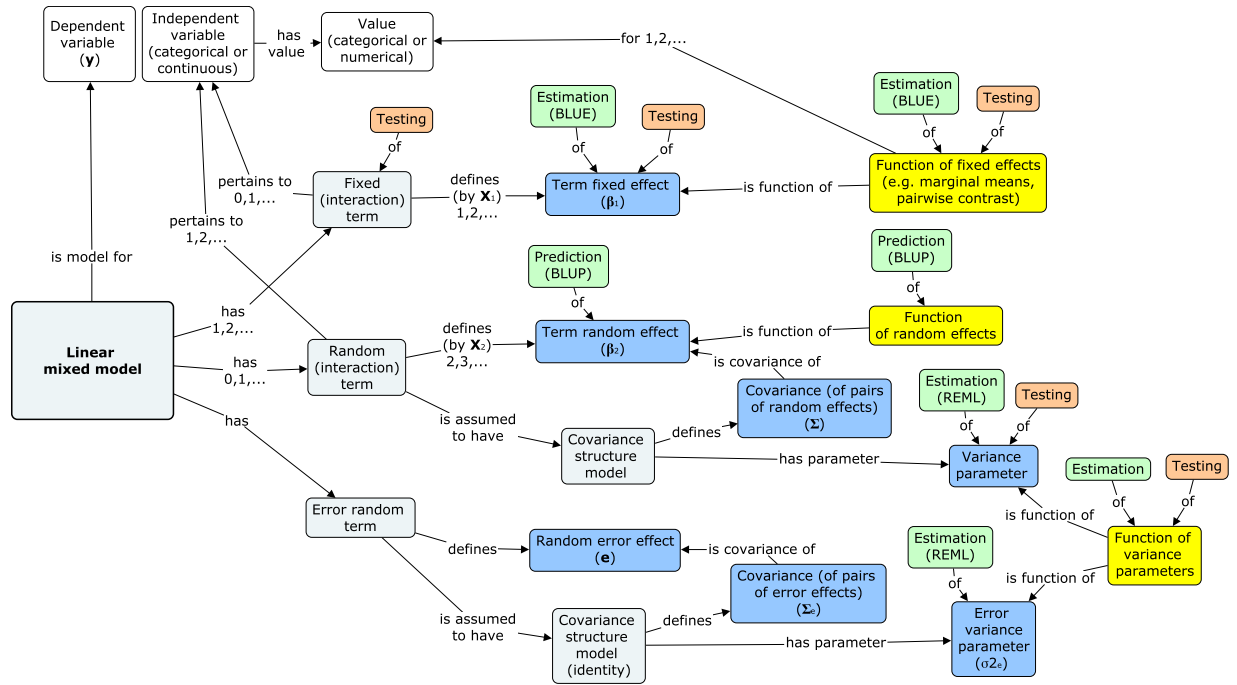 Dependent
variable
(y)
Independent
variable
(categorical or
continuous)
has
value
Value
(categorical or
numerical)
for 1,2,...
Estimation
(BLUE)
Testing
of
of
Function of fixed effects
(e.g. marginal means,
pairwise contrast)
Estimation
(BLUE)
Testing
of
of
Testing
of
Fixed
(interaction)
term
pertains to
0,1,...
pertains to
1,2,...
defines
(by X₁)
1,2,...
Term fixed effect
(β₁)
is function of
is model for
Linear
mixed model
has
1,2,...
has
0,1,...
has
Prediction
(BLUP)
of
Prediction
(BLUP)
of
Random
(interaction)
term
defines
(by X₂)
2,3,...
Term random effect
(β₂)
is function of
Function
of random effects
is covariance of
Covariance (of pairs
of random effects)
(Σ)
is assumed
to have
Covariance
structure
model
defines
has parameter
Estimation
(REML)
Testing
of
of
Variance
parameter
Estimation
Testing
of
of
is function of
Function of
variance
parameters
is function of
Error random
term
defines
Random error effect
(e)
is covariance of
Covariance (of pairs
of error effects)
(Σₑ)
Estimation
(REML)
of
is assumed
to have
Covariance
structure
model
(identity)
defines
has parameter
Error
variance
parameter
(σ2ₑ)